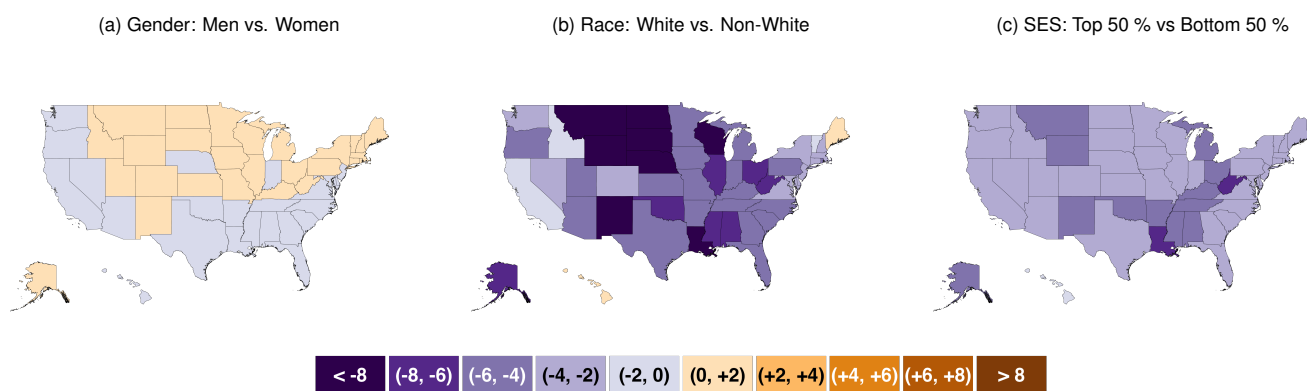 (a) Gender: Men vs. Women
(b) Race: White vs. Non-White
(c) SES: Top 50 % vs Bottom 50 %
< -8 (-8, -6) (-6, -4) (-4, -2) (-2, 0) (0, +2) (+2, +4) (+4, +6) (+6, +8) > 8